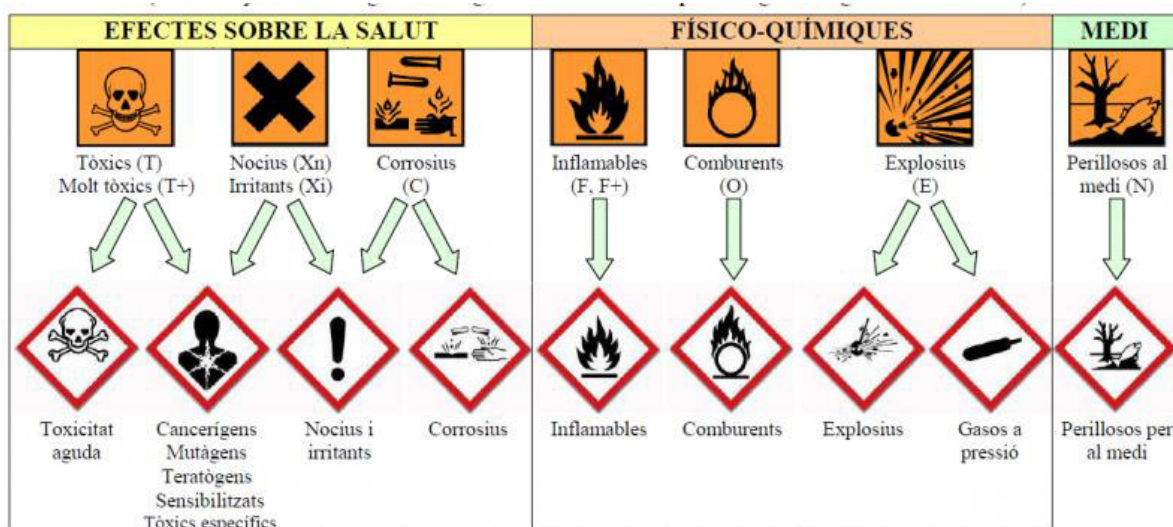 EFECTES SOBRE LA SALUT
FÍSICO-QUÍMIQUES
MEDI
Tòxics (T)
Molt tòxics (T+)
Nocius (Xn)
Irritants (Xi)
Corrosius
(C)
Inflamables
(F, F+)
Comburents
(O)
Explosius
(E)
Perillosos al
medi (N)
Toxicitat
aguda
Cancerígens
Mutàgens
Teratògens
Sensibilitzats
Tòxics específics
Nocius i
irritants
Corrosius
Inflamables
Comburents
Explosius
Gasos a
pressió
Perillosos per
al medi